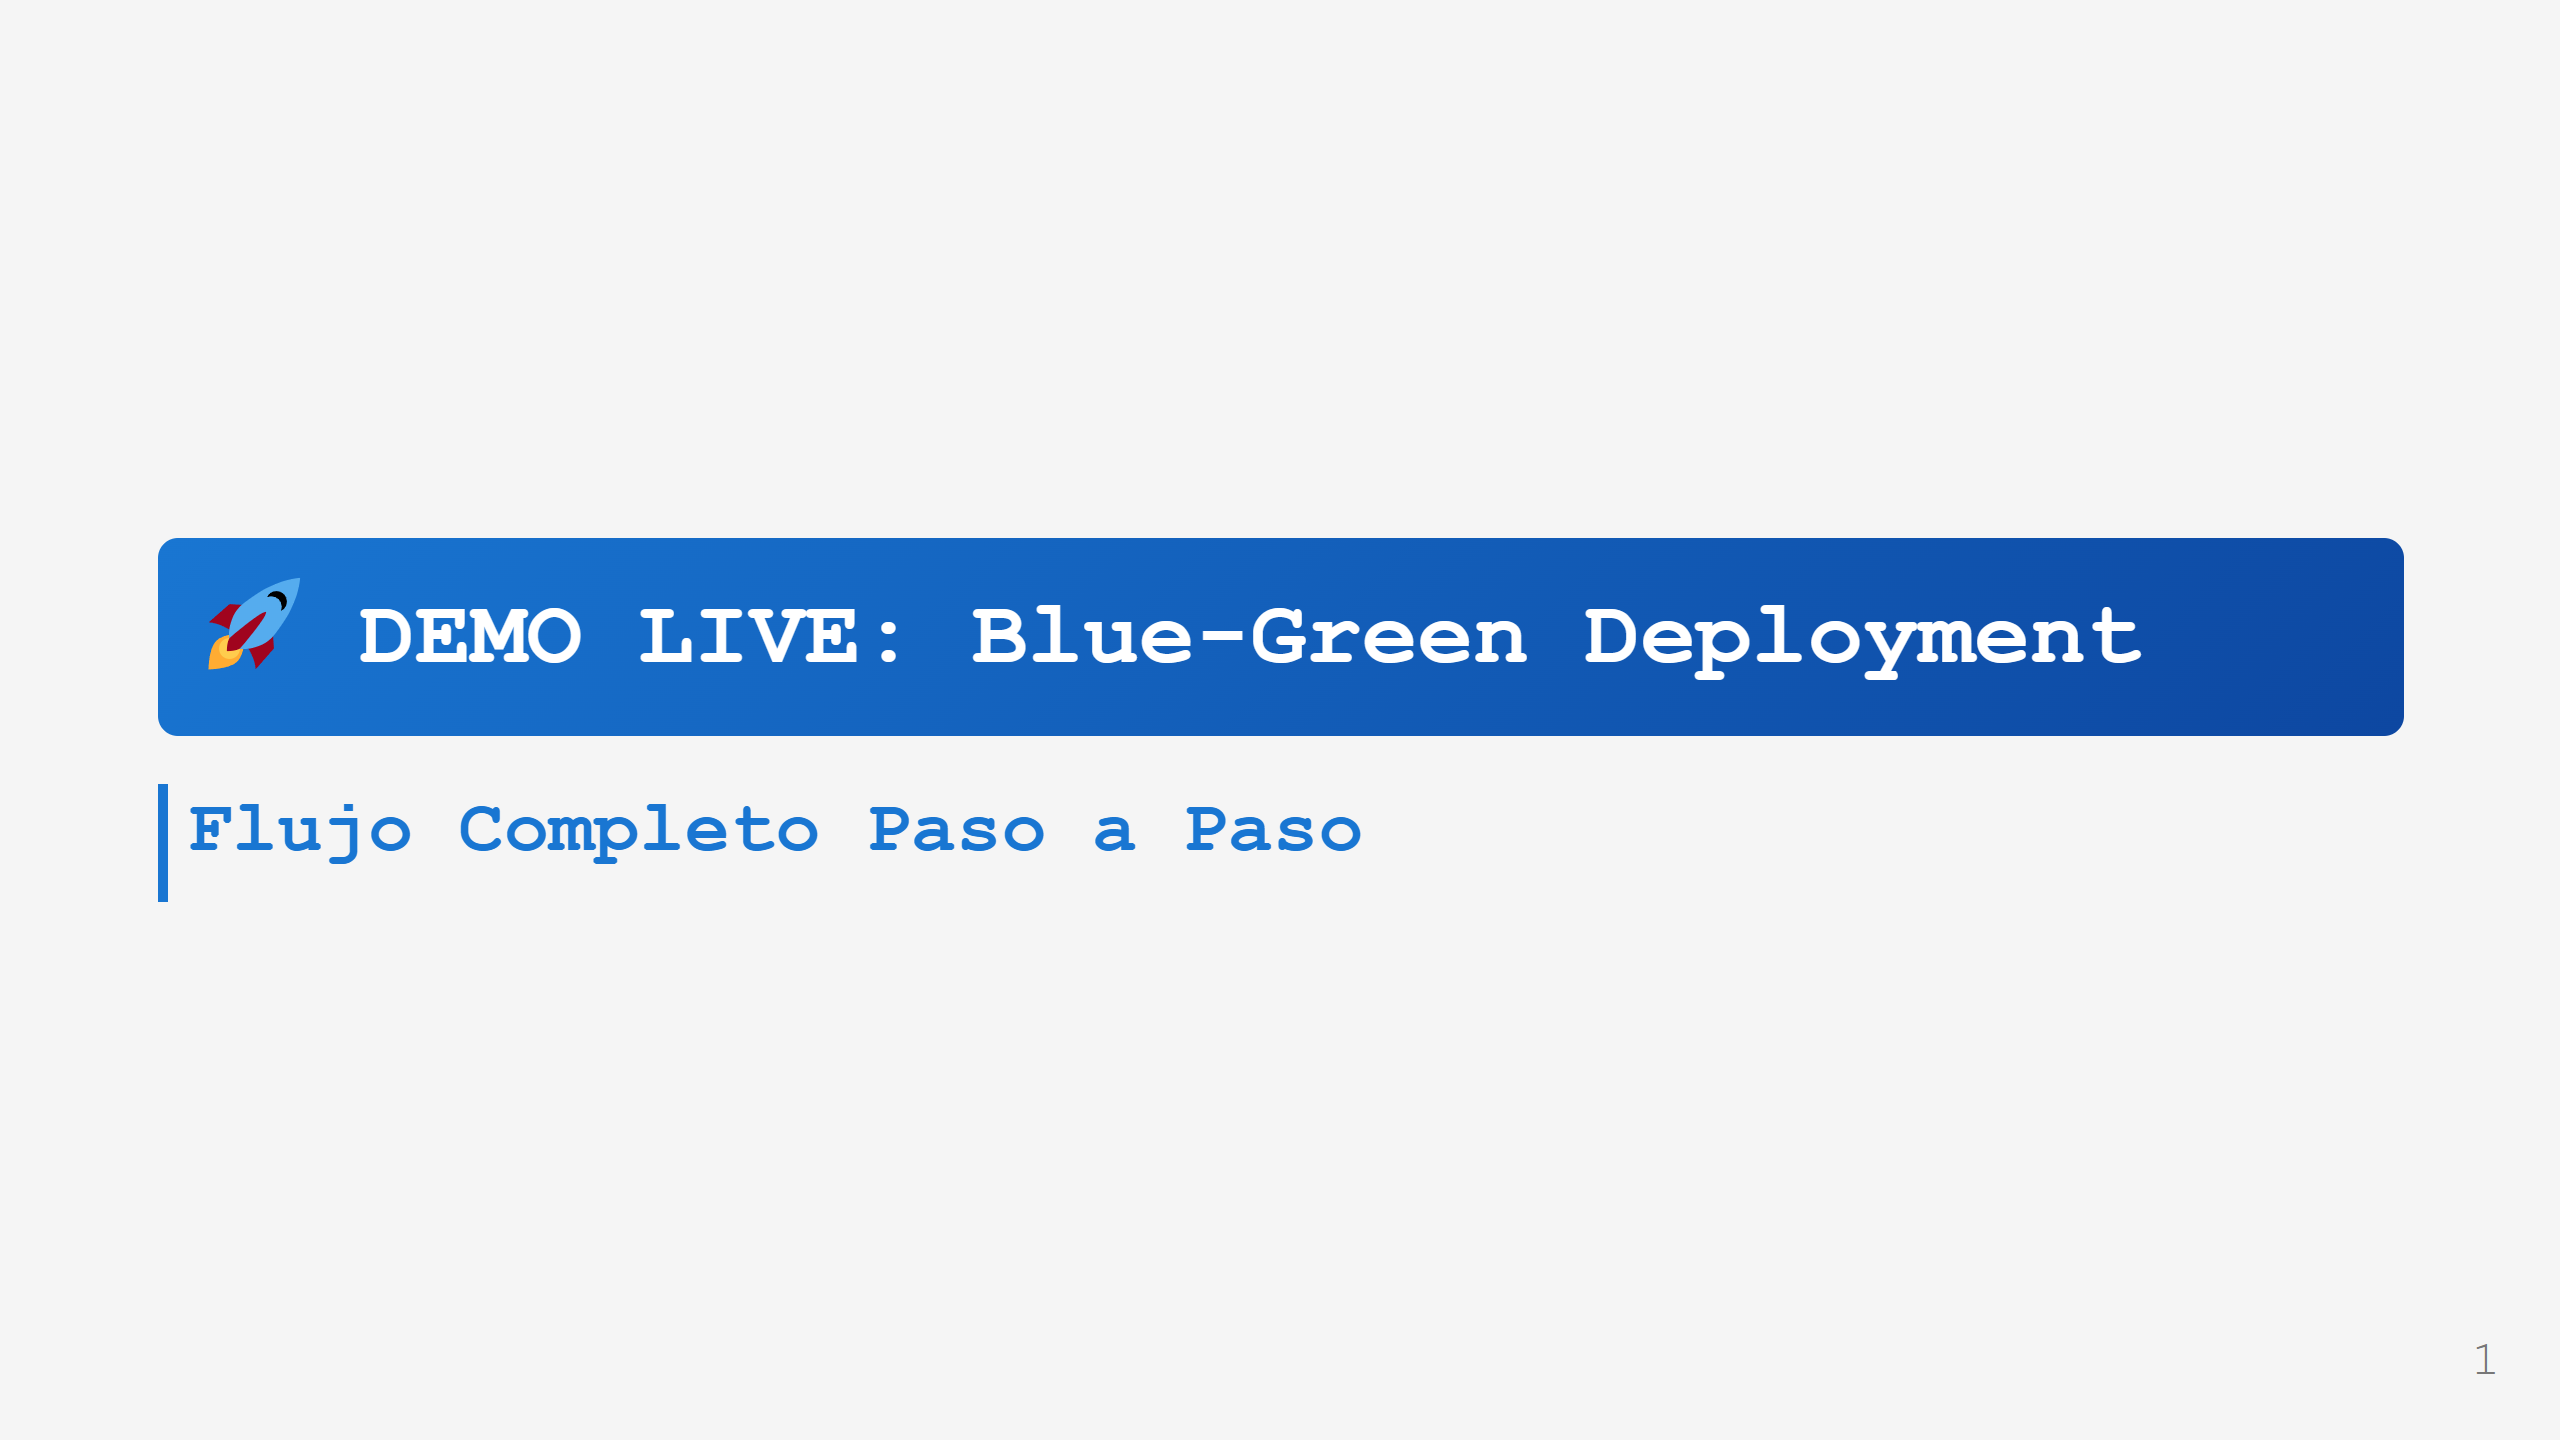 🚀 DEMO LIVE: Blue-Green Deployment
Flujo Completo Paso a Paso
1